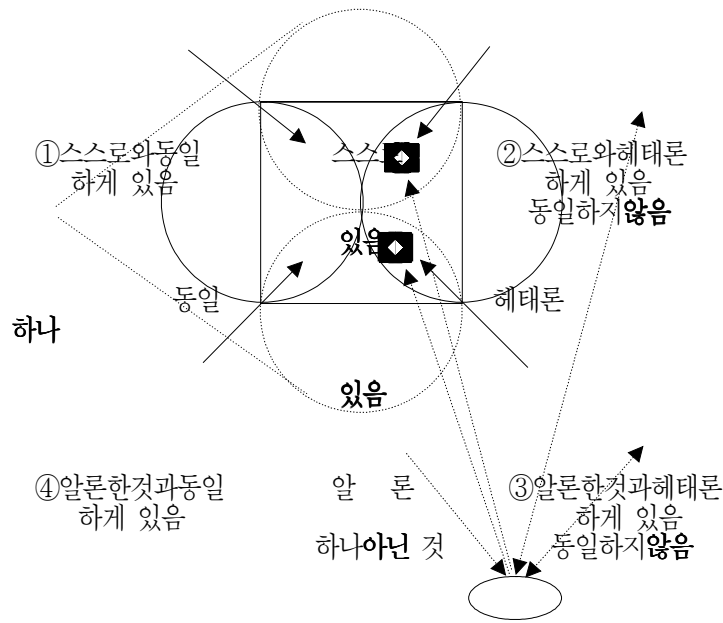 ①스스로와동일
하게 있음
스스로
②스스로와헤태론
하게 있음
동일하지않음
있음
동일
헤태론
하나
있음
④알론한것과동일
하게 있음
알 론
③알론한것과헤태론
하게 있음
하나아닌 것
동일하지않음